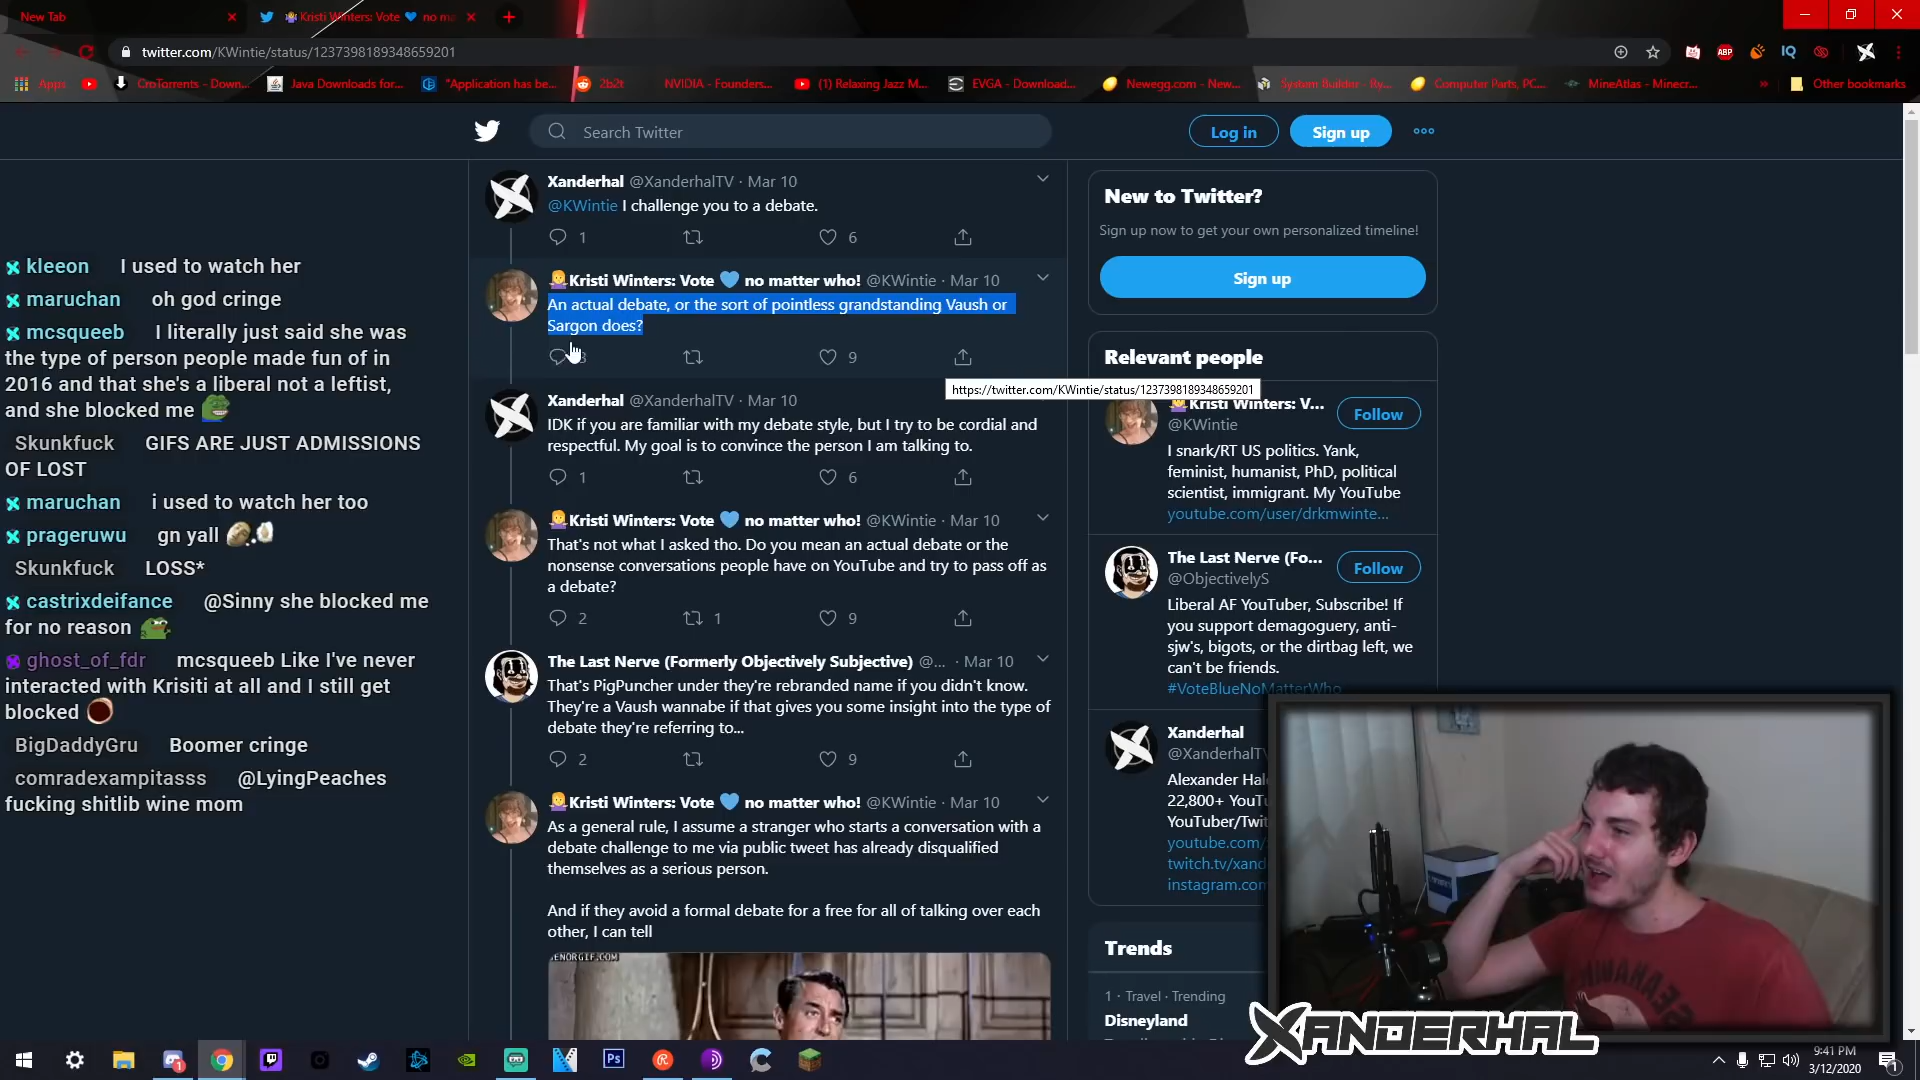 New Tab
Kristi Winters: Vote 💙 no ma
twitter.com/KWintie/status/1237398189348659201
ABP
IQ
Apps
CroTorrents - Down...
Java Downloads for...
"Application has be...
2b2t
NVIDIA - Founders...
(1) Relaxing Jazz M...
EVGA - Download...
Newegg.com - New...
System Builder - Ry...
Computer Parts, PC...
MineAtlas - Minecr...
Other bookmarks
Search Twitter
Log in
Sign up
kleeon I used to watch her
maruchan oh god cringe
mcsqueeb I literally just said she was
the type of person people made fun of in
2016 and that she's a liberal not a leftist,
and she blocked me
Skunkfuck GIFS ARE JUST ADMISSIONS
OF LOST
maruchan i used to watch her too
prageruwu gn yall
Skunkfuck LOSS*
castrixdeifance @Sinny she blocked me
for no reason
ghost_of_fdr mcsqueeb Like I've never
interacted with Krisiti at all and I still get
blocked
BigDaddyGru Boomer cringe
comradexampitasss @LyingPeaches
fucking shitlib wine mom
Xanderhal @XanderhalTV · Mar 10
@KWintie I challenge you to a debate.
1 6
Kristi Winters: Vote 💙 no matter who! @KWintie · Mar 10
An actual debate, or the sort of pointless grandstanding Vaush or
Sargon does?
3 9
https://twitter.com/KWintie/status/1237398189348659201
Xanderhal @XanderhalTV · Mar 10
IDK if you are familiar with my debate style, but I try to be cordial and
respectful. My goal is to convince the person I am talking to.
1 6
Kristi Winters: Vote 💙 no matter who! @KWintie · Mar 10
That's not what I asked tho. Do you mean an actual debate or the
nonsense conversations people have on YouTube and try to pass off as
a debate?
2 1 9
The Last Nerve (Formerly Objectively Subjective) @... · Mar 10
That's PigPuncher under they're rebranded name if you didn't know.
They're a Vaush wannabe if that gives you some insight into the type of
debate they're referring to...
2 9
Kristi Winters: Vote 💙 no matter who! @KWintie · Mar 10
As a general rule, I assume a stranger who starts a conversation with a
debate challenge to me via public tweet has already disqualified
themselves as a serious person.
And if they avoid a formal debate for a free for all of talking over each
other, I can tell
New to Twitter?
Sign up now to get your own personalized timeline!
Sign up
Relevant people
Kristi Winters: V...
@KWintie
Follow
I snark/RT US politics. Yank,
feminist, humanist, PhD, political
scientist, immigrant. My YouTube
youtube.com/user/drkmwinte...
The Last Nerve (Fo...
@ObjectivelyS
Follow
Liberal AF YouTuber, Subscribe! If
you support demagoguery, anti-
sjw's, bigots, or the dirtbag left, we
can't be friends.
#VoteBlueNoMatterWho
Xanderhal
@XanderhalTV
Alexander Hal
22,800+ YouTu
YouTuber/Twit
youtube.com/
twitch.tv/xand
instagram.com
Trends
1 · Travel · Trending
Disneyland
XANDERHAL
Ps
9:41 PM
3/12/2020